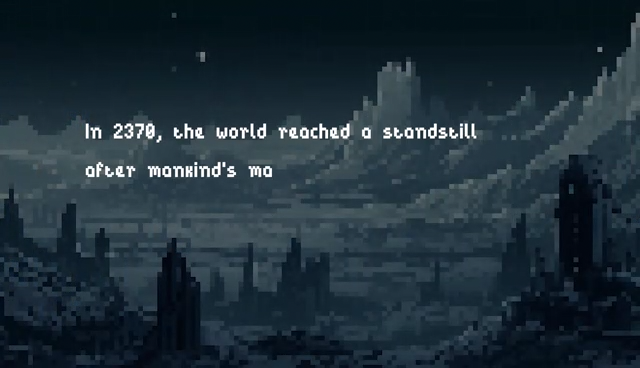 In 2370, the world reached a standstill
after mankind's ma